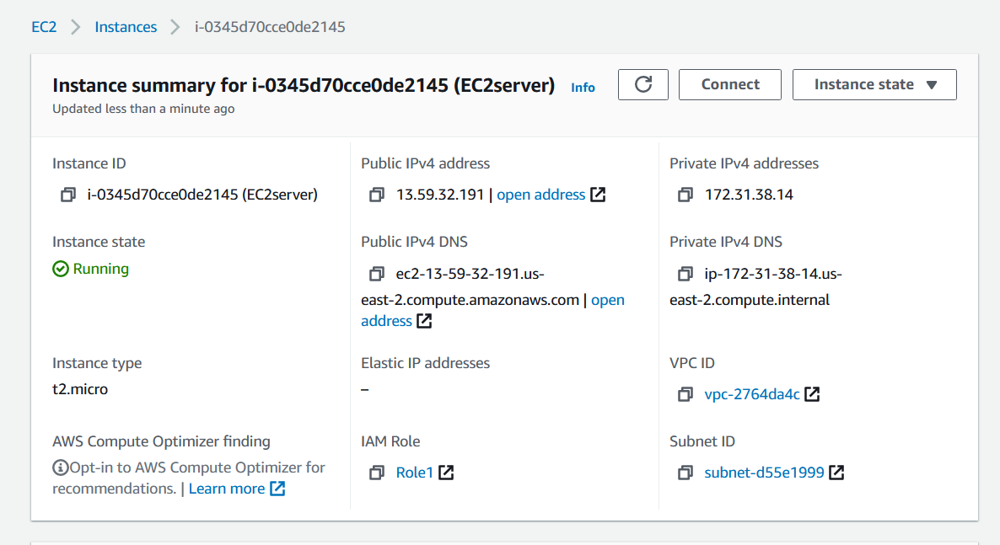 EC2 > Instances > i-0345d70cce0de2145
Instance summary for i-0345d70cce0de2145 (EC2server) Info
Connect
Instance state
Updated less than a minute ago
Instance ID
i-0345d70cce0de2145 (EC2server)
Public IPv4 address
13.59.32.191 | open address
Private IPv4 addresses
172.31.38.14
Instance state
Running
Public IPv4 DNS
ec2-13-59-32-191.us-
east-2.compute.amazonaws.com | open
address
Private IPv4 DNS
ip-172-31-38-14.us-
east-2.compute.internal
Instance type
t2.micro
Elastic IP addresses
–
VPC ID
vpc-2764da4c
AWS Compute Optimizer finding
Opt-in to AWS Compute Optimizer for
recommendations. | Learn more
IAM Role
Role1
Subnet ID
subnet-d55e1999